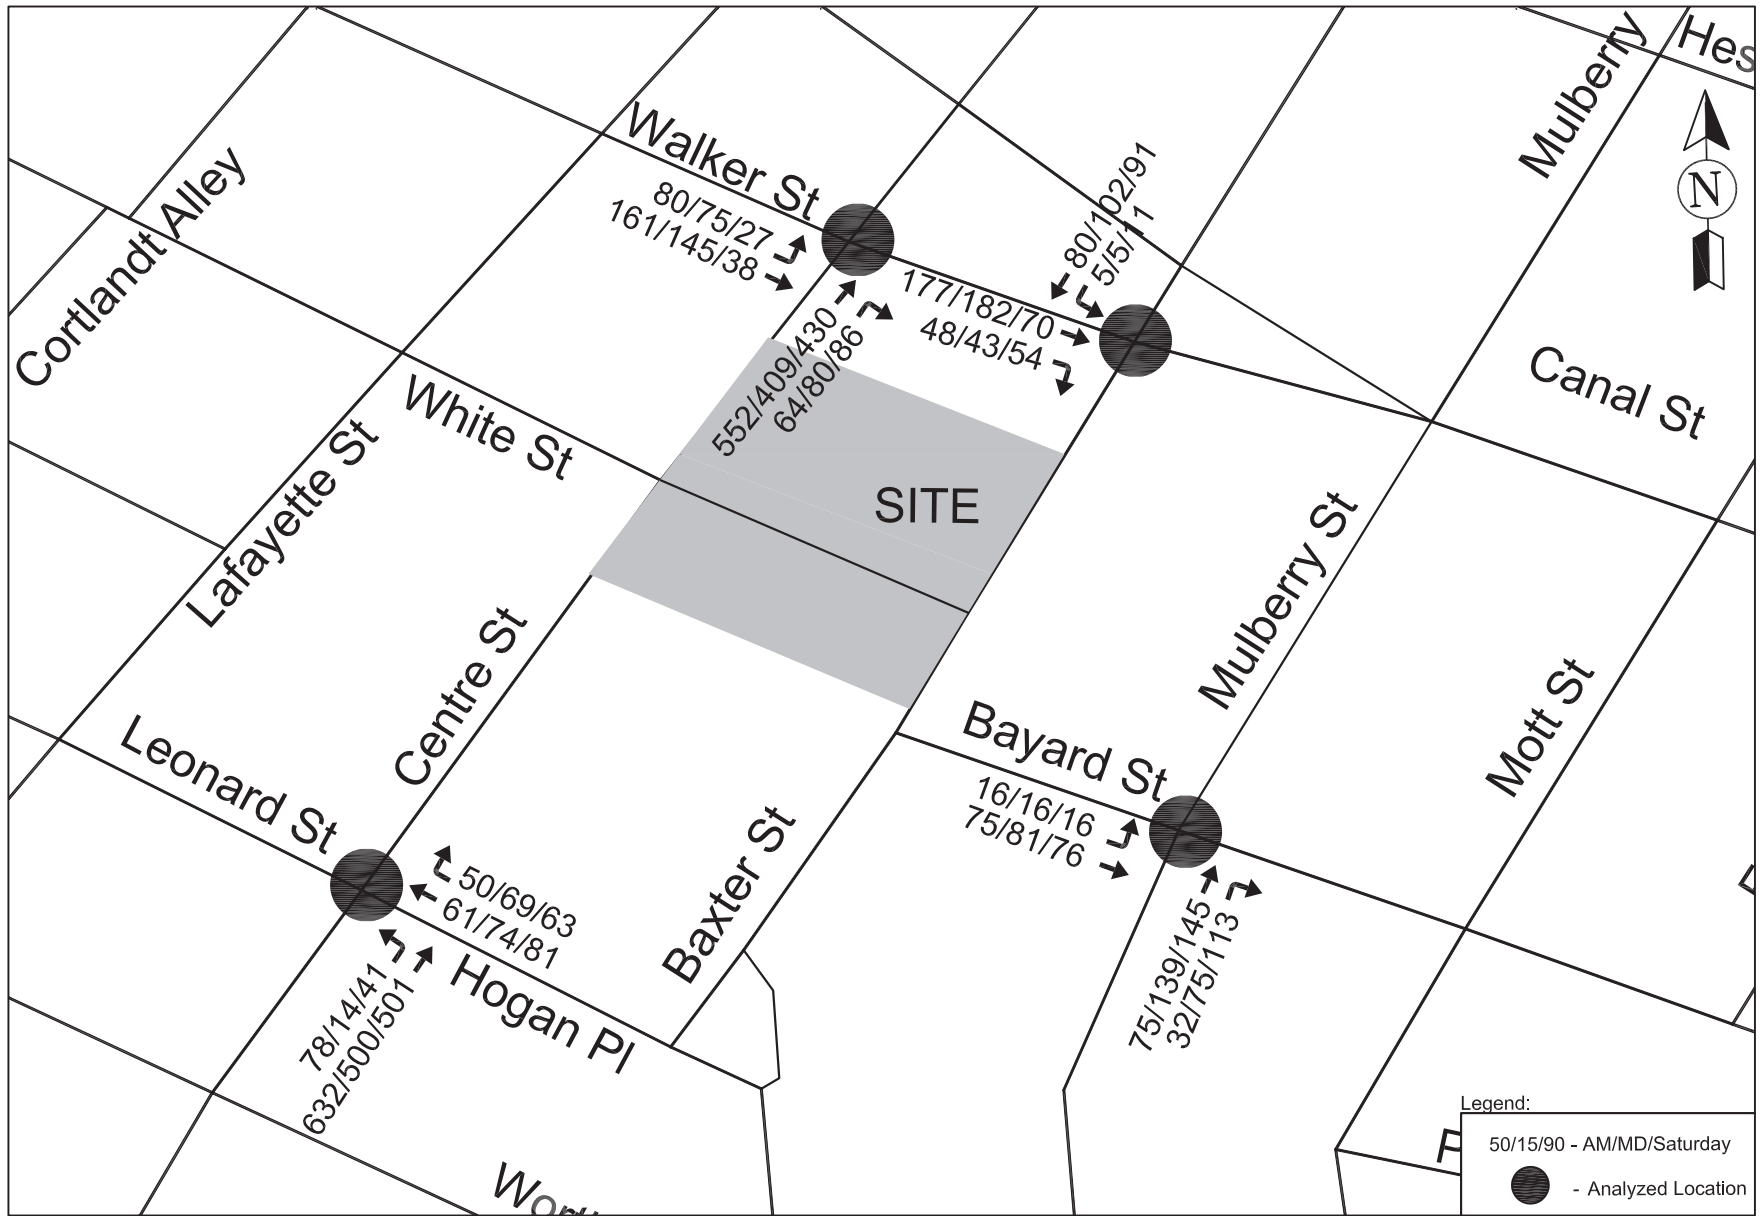 Hes
Mulberry
N
Walker St
80/75/27
161/145/38
80/102/91
5/5/11
Cortlandt Alley
177/182/70
48/43/54
552/409/430
64/80/86
Canal St
White St
Lafayette St
SITE
Mulberry St
Centre St
Mott St
Leonard St
Bayard St
16/16/16
75/81/76
Baxter St
50/69/63
61/74/81
Hogan Pl
78/14/41
632/500/501
75/139/145
32/75/113
Legend:
50/15/90 - AM/MD/Saturday
- Analyzed Location